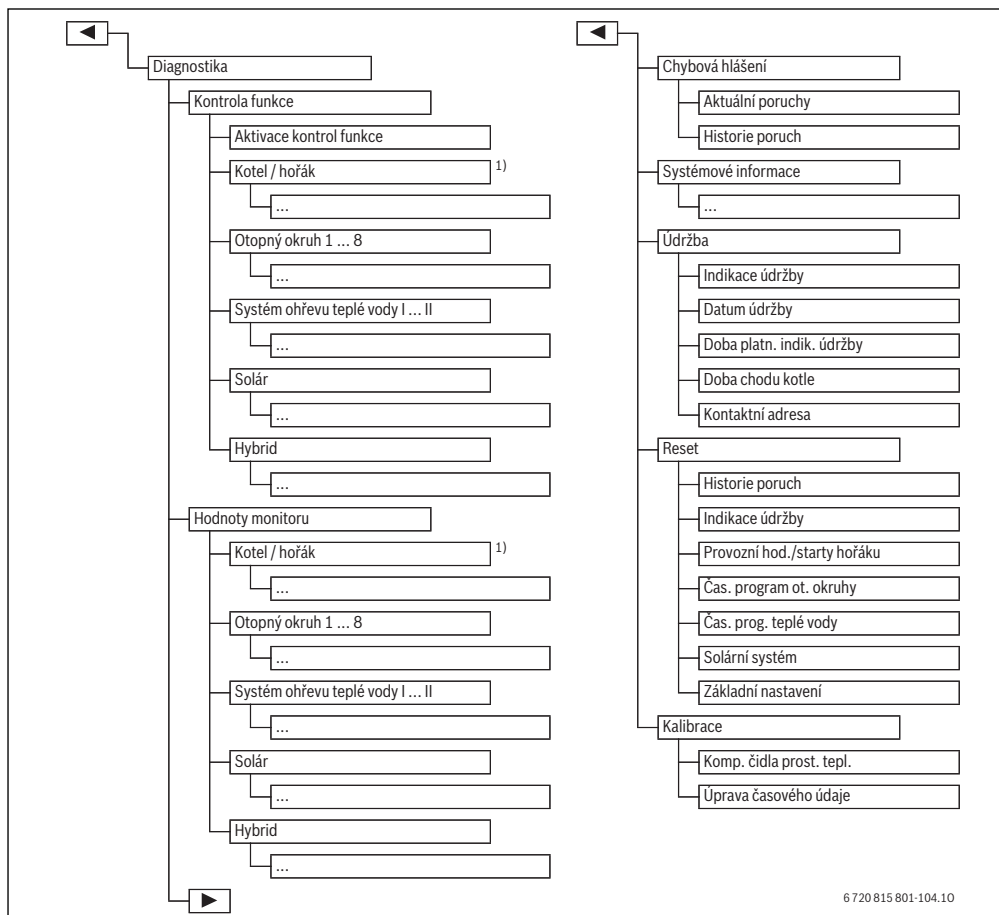 Diagnostika
Kontrola funkce
Aktivace kontrol funkce
Kotel / hořák 1)
...
Otopný okruh 1 ... 8
...
Systém ohřevu teplé vody I ... II
...
Solár
...
Hybrid
...
Hodnoty monitoru
Kotel / hořák 1)
...
Otopný okruh 1 ... 8
...
Systém ohřevu teplé vody I ... II
...
Solár
...
Hybrid
...
Chybová hlášení
Aktuální poruchy
Historie poruch
Systémové informace
...
Údržba
Indikace údržby
Datum údržby
Doba platn. indik. údržby
Doba chodu kotle
Kontaktní adresa
Reset
Historie poruch
Indikace údržby
Provozní hod./starty hořáku
Čas. program ot. okruhy
Čas. prog. teplé vody
Solární systém
Základní nastavení
Kalibrace
Komp. čidla prost. tepl.
Úprava časového údaje
6 720 815 801-104.1O